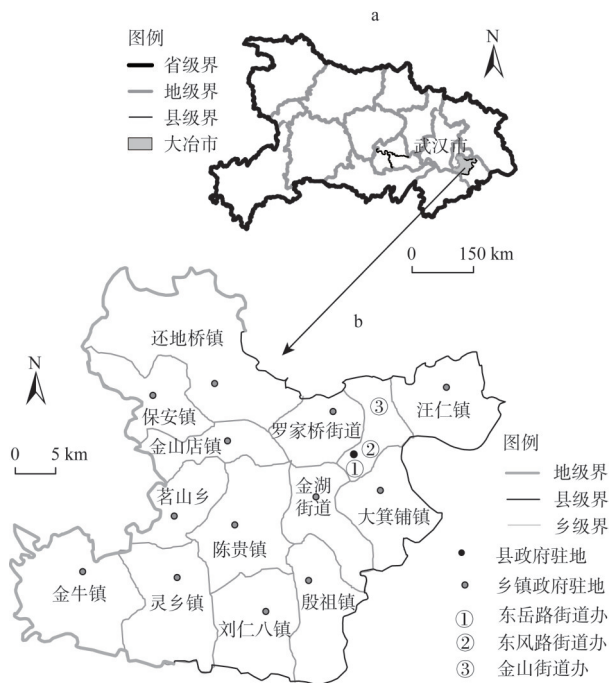 a
图例
省级界
地级界
县级界
大冶市
N
武汉市
0 150 km
b
还地桥镇
N
保安镇
金山店镇
罗家桥街道
③
汪仁镇
②
①
0 5 km
茗山乡
金湖
街道
大箕铺镇
陈贵镇
金牛镇
灵乡镇
殷祖镇
刘仁八镇
图例
地级界
县级界
乡级界
县政府驻地
乡镇政府驻地
① 东岳路街道办
② 东风路街道办
③ 金山街道办